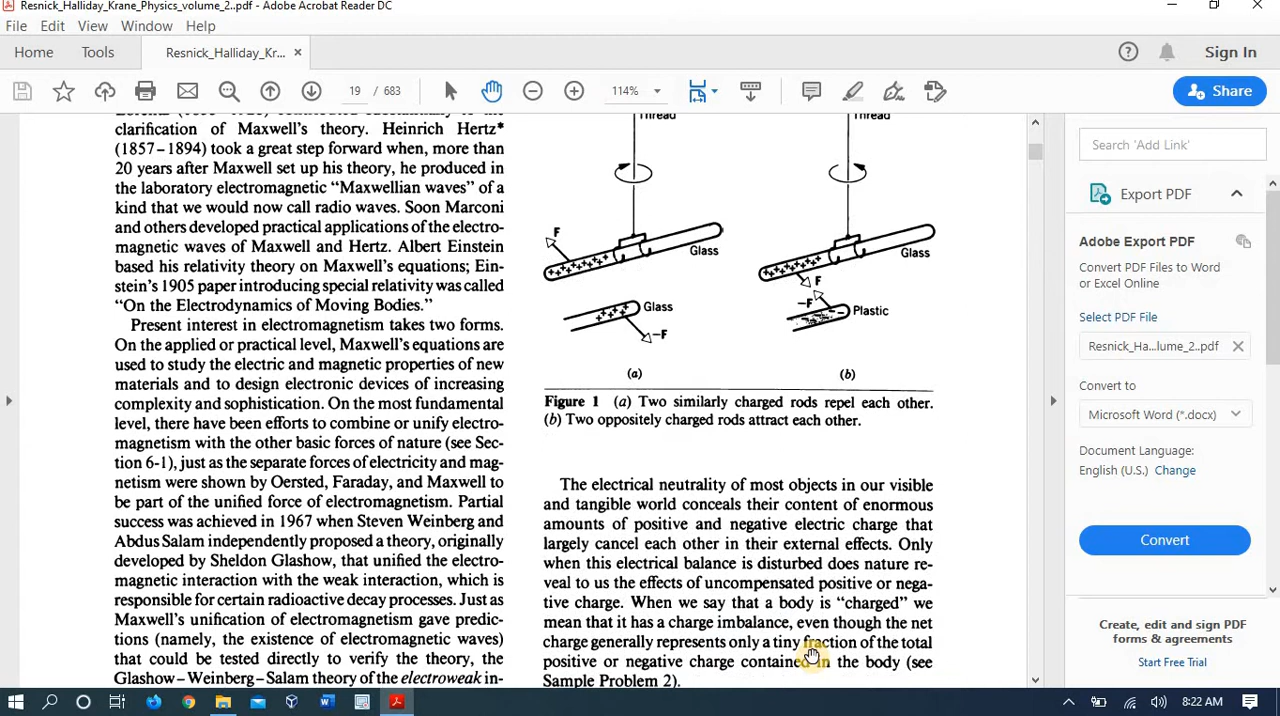 Resnick_Halliday_Krane_Physics_volume_2..pdf - Adobe Acrobat Reader DC
File Edit View Window Help
Home Tools Resnick_Halliday_Kr... ×
19 / 683 114% Share
Sign In
clarification of Maxwell's theory. Heinrich Hertz*
(1857–1894) took a great step forward when, more than
20 years after Maxwell set up his theory, he produced in
the laboratory electromagnetic “Maxwellian waves” of a
kind that we would now call radio waves. Soon Marconi
and others developed practical applications of the electro-
magnetic waves of Maxwell and Hertz. Albert Einstein
based his relativity theory on Maxwell's equations; Ein-
stein's 1905 paper introducing special relativity was called
“On the Electrodynamics of Moving Bodies.”
Present interest in electromagnetism takes two forms.
On the applied or practical level, Maxwell's equations are
used to study the electric and magnetic properties of new
materials and to design electronic devices of increasing
complexity and sophistication. On the most fundamental
level, there have been efforts to combine or unify electro-
magnetism with the other basic forces of nature (see Sec-
tion 6-1), just as the separate forces of electricity and mag-
netism were shown by Oersted, Faraday, and Maxwell to
be part of the unified force of electromagnetism. Partial
success was achieved in 1967 when Steven Weinberg and
Abdus Salam independently proposed a theory, originally
developed by Sheldon Glashow, that unified the electro-
magnetic interaction with the weak interaction, which is
responsible for certain radioactive decay processes. Just as
Maxwell's unification of electromagnetism gave predic-
tions (namely, the existence of electromagnetic waves)
that could be tested directly to verify the theory, the
Glashow–Weinberg–Salam theory of the electroweak in-
Thread Thread
F
Glass Glass
F
−F
Glass Plastic
−F
(a) (b)
Figure 1 (a) Two similarly charged rods repel each other.
(b) Two oppositely charged rods attract each other.
The electrical neutrality of most objects in our visible
and tangible world conceals their content of enormous
amounts of positive and negative electric charge that
largely cancel each other in their external effects. Only
when this electrical balance is disturbed does nature re-
veal to us the effects of uncompensated positive or nega-
tive charge. When we say that a body is “charged” we
mean that it has a charge imbalance, even though the net
charge generally represents only a tiny fraction of the total
positive or negative charge contained in the body (see
Sample Problem 2).
Search 'Add Link'
Export PDF
Adobe Export PDF
Convert PDF Files to Word
or Excel Online
Select PDF File
Resnick_Ha...lume_2..pdf
Convert to
Microsoft Word (*.docx)
Document Language:
English (U.S.) Change
Convert
Create, edit and sign PDF
forms & agreements
Start Free Trial
8:22 AM